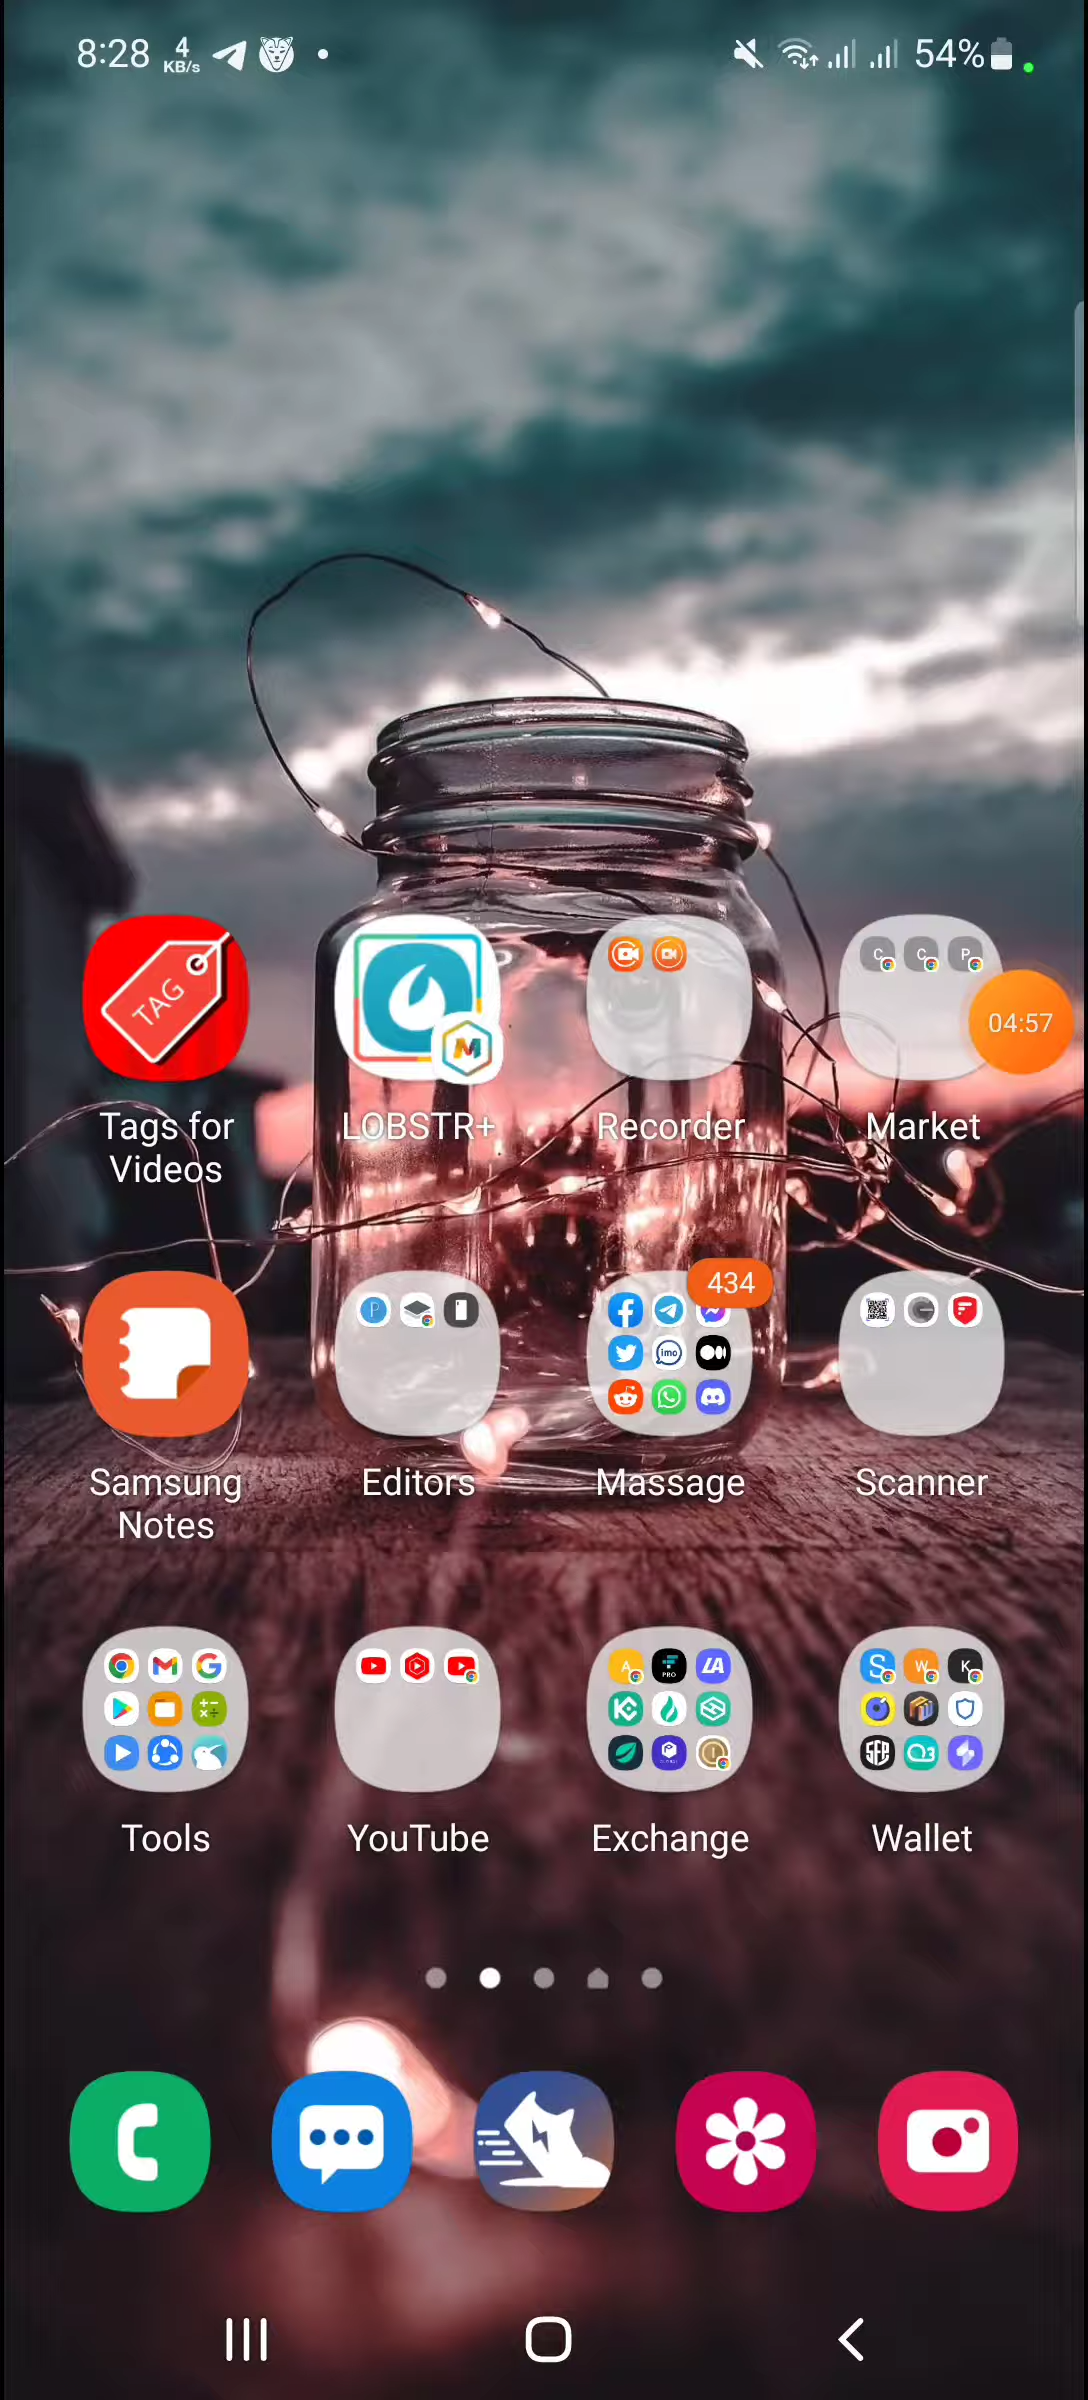 8:28 4 KB/s 54%
TAG
04:57
Tags for Videos
LOBSTR+
Recorder
Market
434
Samsung Notes
Editors
Massage
Scanner
Tools
YouTube
Exchange
Wallet